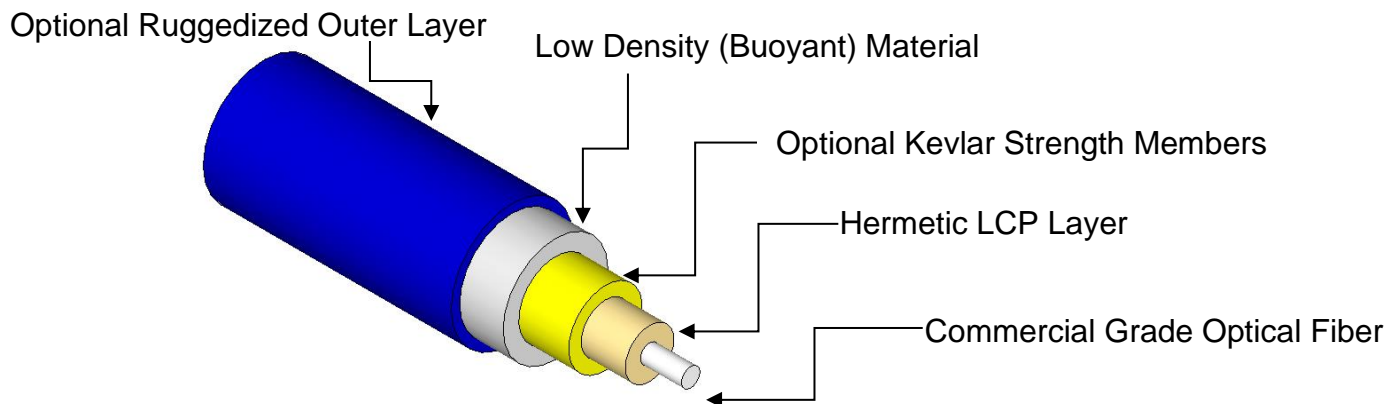 Optional Ruggedized Outer Layer
Low Density (Buoyant) Material
Optional Kevlar Strength Members
Hermetic LCP Layer
Commercial Grade Optical Fiber